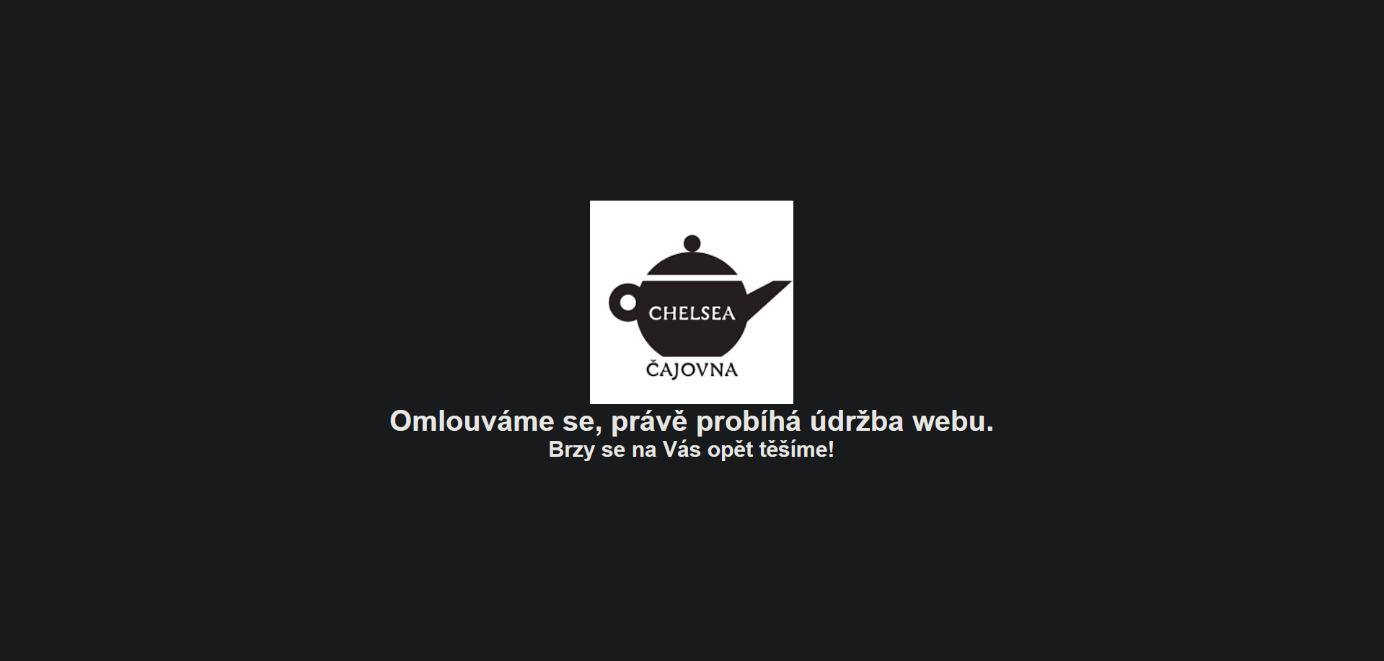 CHELSEA
ČAJOVNA
Omlouváme se, právě probíhá údržba webu.
Brzy se na Vás opět těšíme!